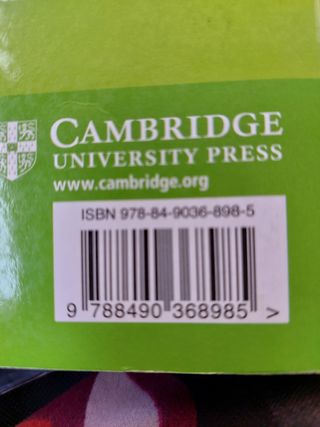 CAMBRIDGE
UNIVERSITY PRESS
www.cambridge.org
ISBN 978-84-9036-898-5
9 788490 368985 >